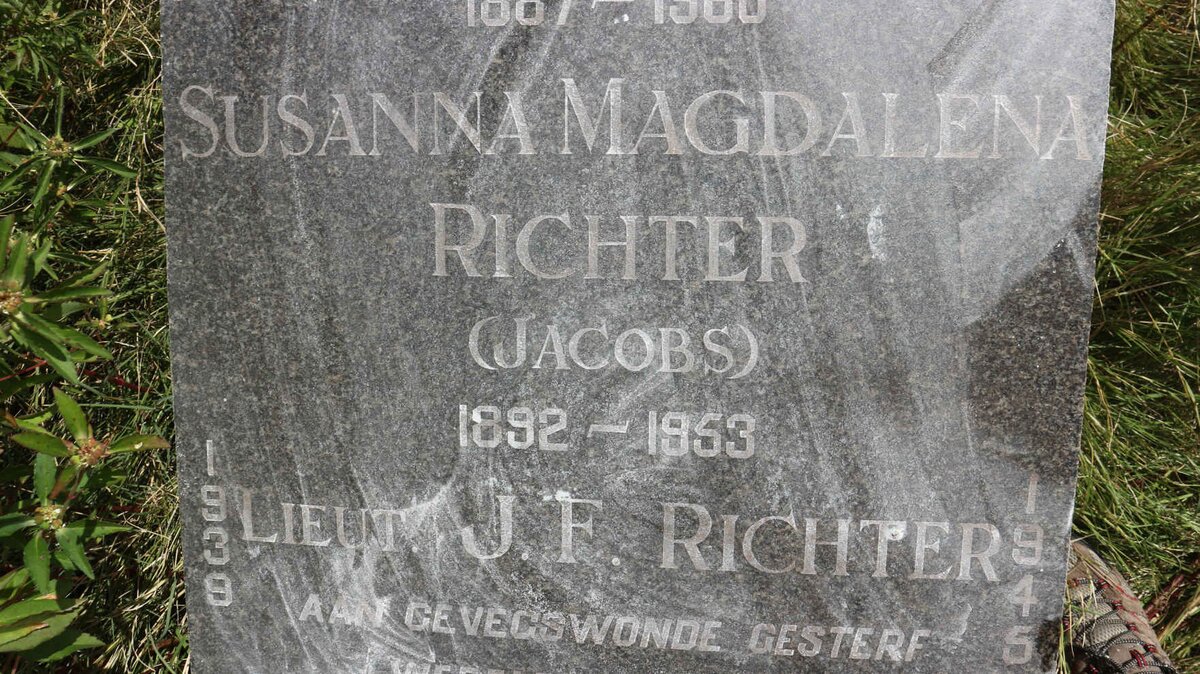 SUSANNA MAGDALENA
RICHTER
(JACOBS)
1892 – 1953
1939
LIEUT. J. F. RICHTER
1945
AAN GEVEGSWONDE GESTERF